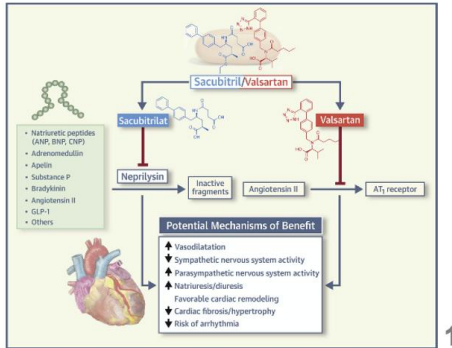 Sacubitril/Valsartan
Sacubitrilat
Valsartan
• Natriuretic peptides
(ANP, BNP, CNP)
• Adrenomedullin
• Apelin
• Substance P
• Bradykinin
• Angiotensin II
• GLP-1
• Others
Neprilysin
Inactive
fragments
Angiotensin II
AT1 receptor
Potential Mechanisms of Benefit
Vasodilatation
Sympathetic nervous system activity
Parasympathetic nervous system activity
Natriuresis/diuresis
Favorable cardiac remodeling
Cardiac fibrosis/hypertrophy
Risk of arrhythmia
1